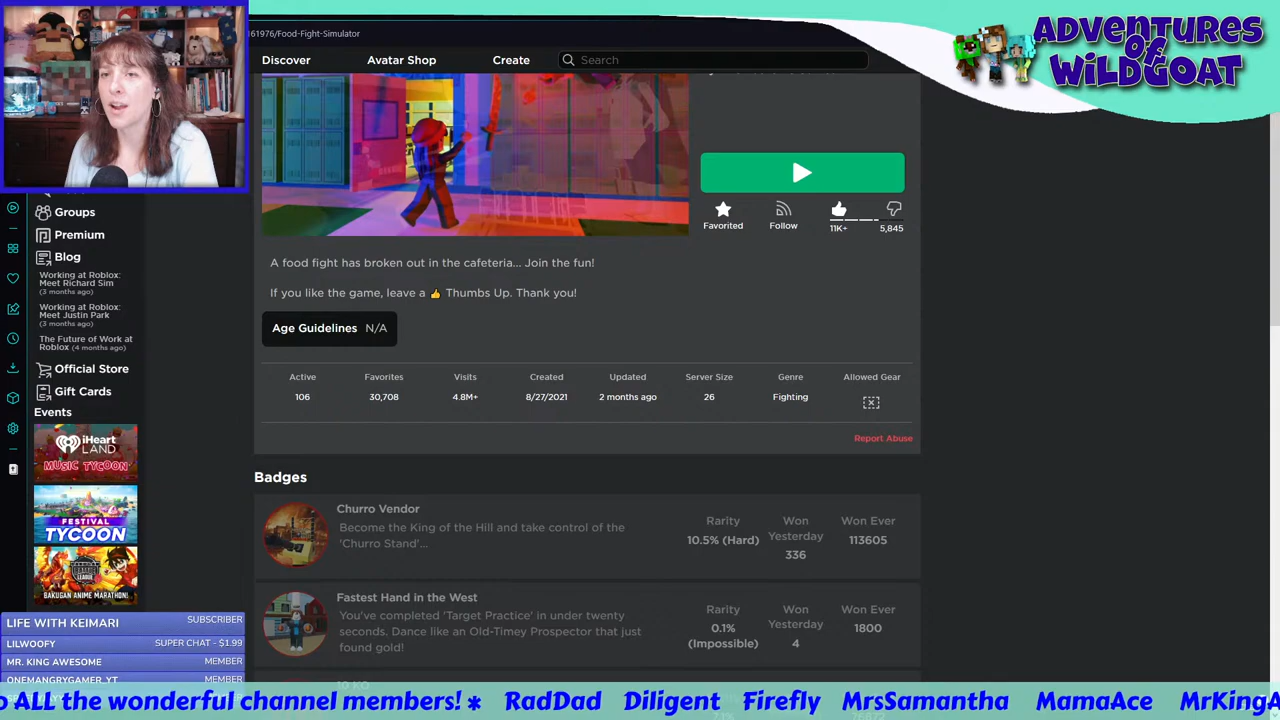 161976/Food-Fight-Simulator
Discover
Avatar Shop
Create
Search
ADVENTURES
OF
WILDGOAT
Groups
Premium
Blog
Working at Roblox:
Meet Richard Sim
(3 months ago)
Working at Roblox:
Meet Justin Park
(3 months ago)
The Future of Work at
Roblox (4 months ago)
Official Store
Gift Cards
Events
iHeart
LAND
MUSIC TYCOON
FESTIVAL
TYCOON
BAKUGAN ANIME MARATHON!
Favorited
Follow
11K+
5,845
A food fight has broken out in the cafeteria... Join the fun!
If you like the game, leave a 👍 Thumbs Up. Thank you!
Age Guidelines N/A
Active Favorites Visits Created Updated Server Size Genre Allowed Gear
106 30,708 4.8M+ 8/27/2021 2 months ago 26 Fighting
Report Abuse
Badges
Churro Vendor
Become the King of the Hill and take control of the
'Churro Stand'...
Rarity
10.5% (Hard)
Won
Yesterday
336
Won Ever
113605
Fastest Hand in the West
You've completed 'Target Practice' in under twenty
seconds. Dance like an Old-Timey Prospector that just
found gold!
Rarity
0.1%
(Impossible)
Won
Yesterday
4
Won Ever
1800
LIFE WITH KEIMARI SUBSCRIBER
LILWOOFY SUPER CHAT - $1.99
MR. KING AWESOME MEMBER
ONEMANGRYGAMER YT MEMBER
o ALL the wonderful channel members! * RadDad Diligent Firefly MrsSamantha MamaAce MrKingA